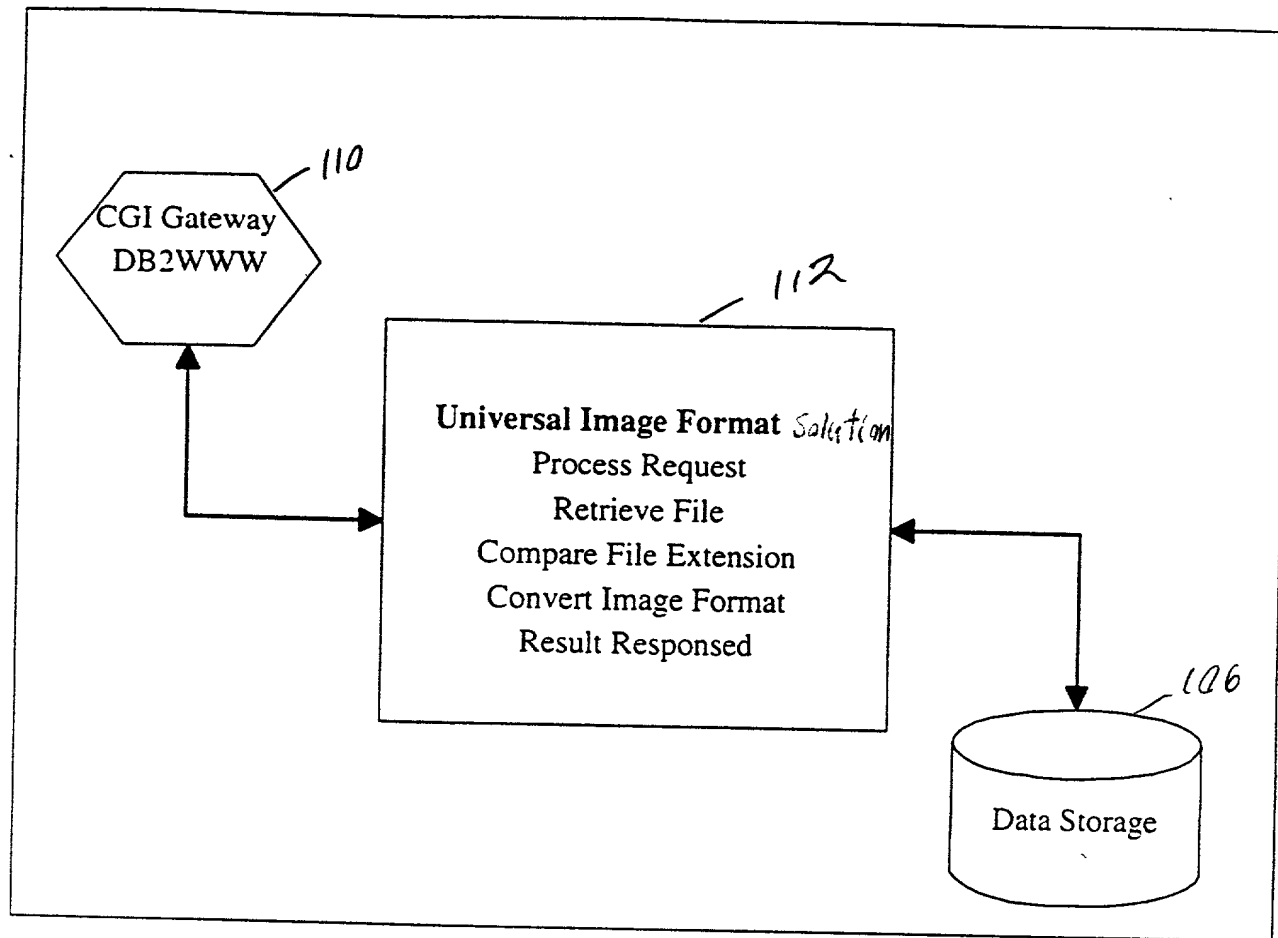 110
CGI Gateway
DB2WWW
112
Universal Image Format Solution
Process Request
Retrieve File
Compare File Extension
Convert Image Format
Result Responsed
106
Data Storage